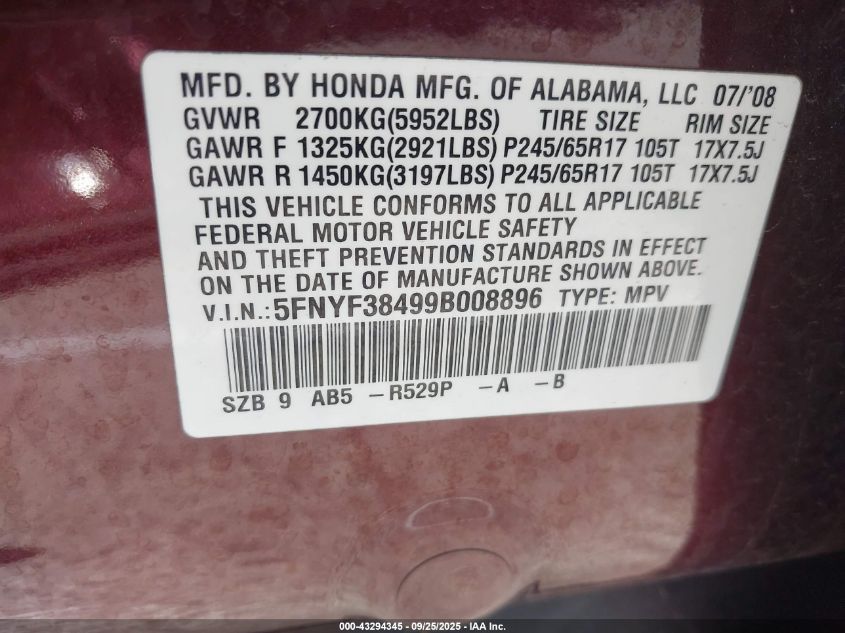 MFD. BY HONDA MFG. OF ALABAMA, LLC 07/'08
GVWR 2700KG(5952LBS) TIRE SIZE RIM SIZE
GAWR F 1325KG(2921LBS) P245/65R17 105T 17X7.5J
GAWR R 1450KG(3197LBS) P245/65R17 105T 17X7.5J
THIS VEHICLE CONFORMS TO ALL APPLICABLE
FEDERAL MOTOR VEHICLE SAFETY
AND THEFT PREVENTION STANDARDS IN EFFECT
ON THE DATE OF MANUFACTURE SHOWN ABOVE.
V.I.N.:5FNYF38499B008896 TYPE: MPV
SZB 9 AB5 -R529P -A -B
000-43294345 - 09/25/2025 - IAA Inc.